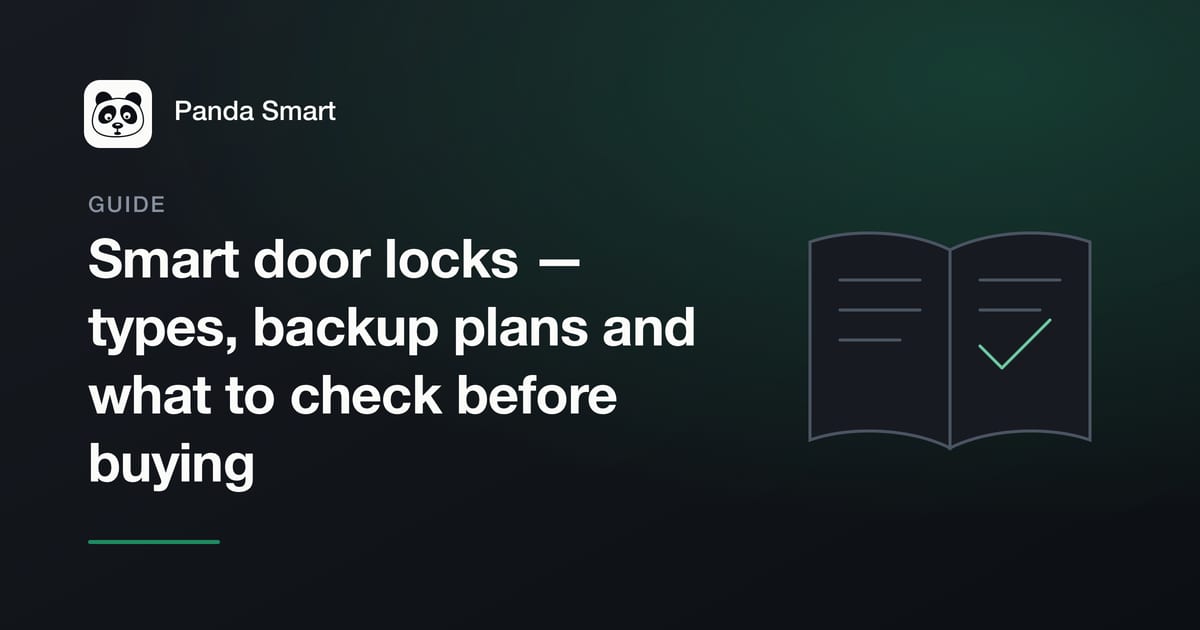 Panda Smart
GUIDE
Smart door locks —
types, backup plans and
what to check before
buying